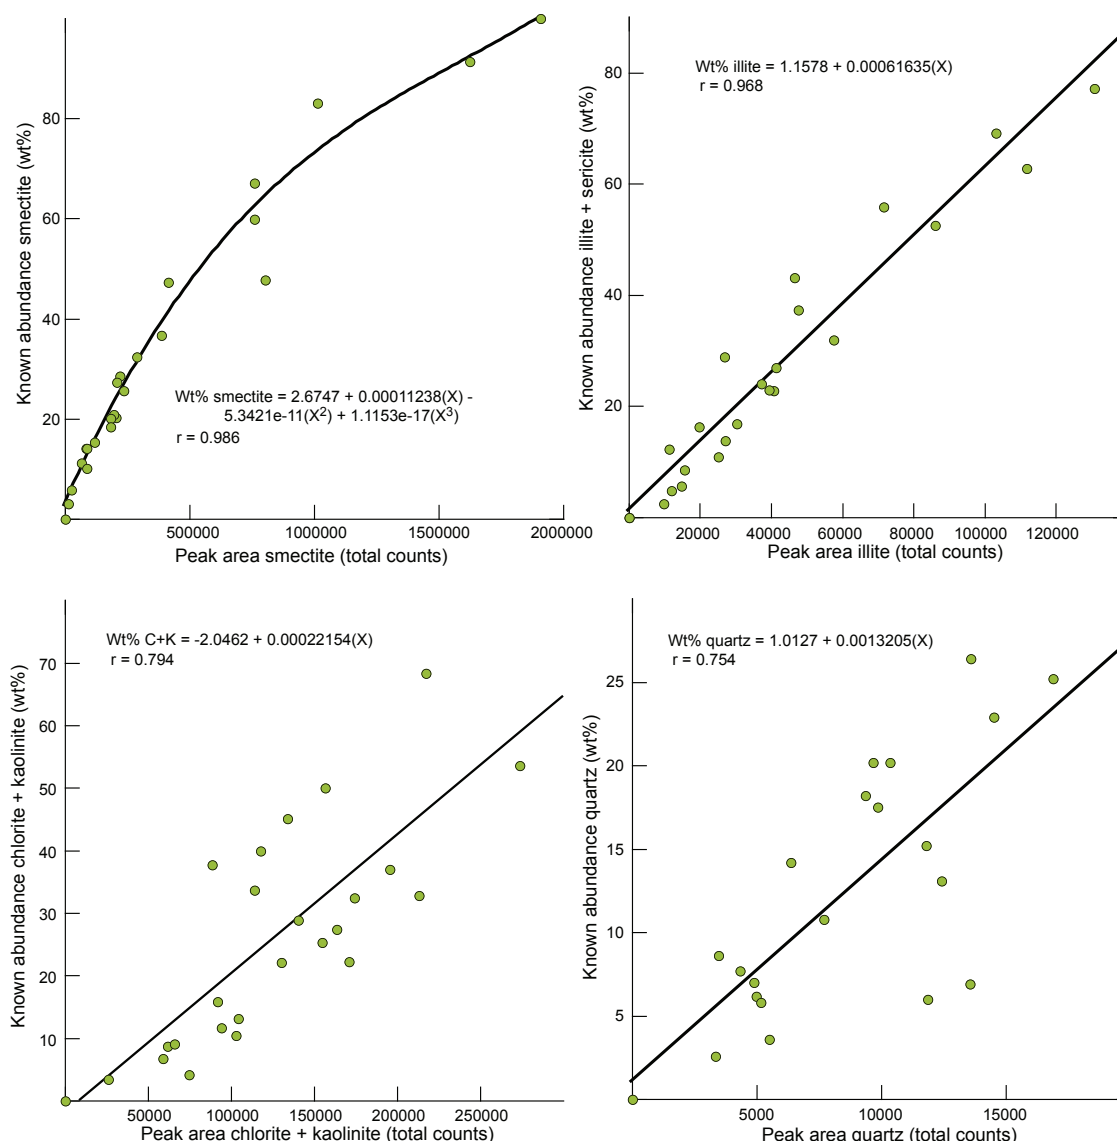 Known abundance smectite (wt%)
80
60
40
20
Wt% smectite = 2.6747 + 0.00011238(X) -
5.3421e-11(X2) + 1.1153e-17(X3)
r = 0.986
500000 1000000 1500000 2000000
Peak area smectite (total counts)
Known abundance illite + sericite (wt%)
80
60
40
20
Wt% illite = 1.1578 + 0.00061635(X)
r = 0.968
20000 40000 60000 80000 100000 120000
Peak area illite (total counts)
Known abundance chlorite + kaolinite (wt%)
70
60
50
40
30
20
10
Wt% C+K = -2.0462 + 0.00022154(X)
r = 0.794
50000 100000 150000 200000 250000
Peak area chlorite + kaolinite (total counts)
Known abundance quartz (wt%)
25
20
15
10
5
Wt% quartz = 1.0127 + 0.0013205(X)
r = 0.754
5000 10000 15000
Peak area quartz (total counts)